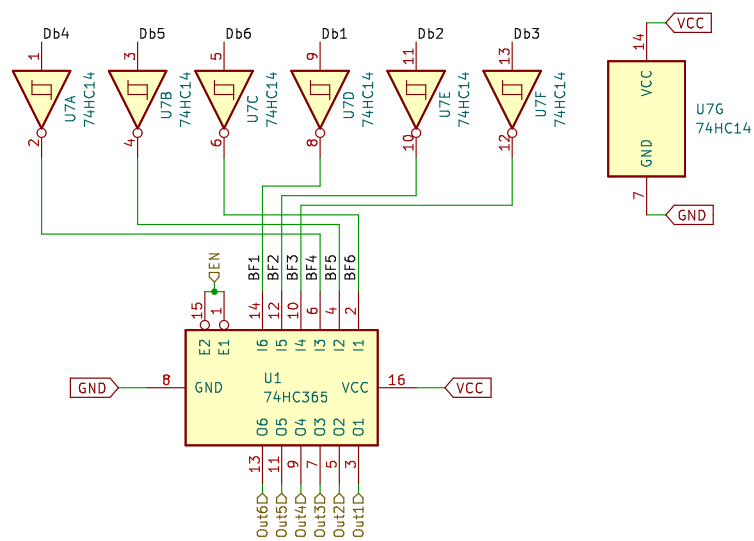 Db4 Db5 Db6 Db1 Db2 Db3
1 3 5 9 11 13
U7A 74HC14
U7B 74HC14
U7C 74HC14
U7D 74HC14
U7E 74HC14
U7F 74HC14
2 4 6 8 10 12
VCC
14
VCC
U7G
74HC14
GND
7
GND
EN
BF1 BF2 BF3 BF4 BF5 BF6
15 1 14 12 10 6 4 2
E2 E1 I6 I5 I4 I3 I2 I1
GND 8 GND
U1
74HC365
VCC 16 VCC
O6 O5 O4 O3 O2 O1
13 11 9 7 5 3
Out6 Out5 Out4 Out3 Out2 Out1